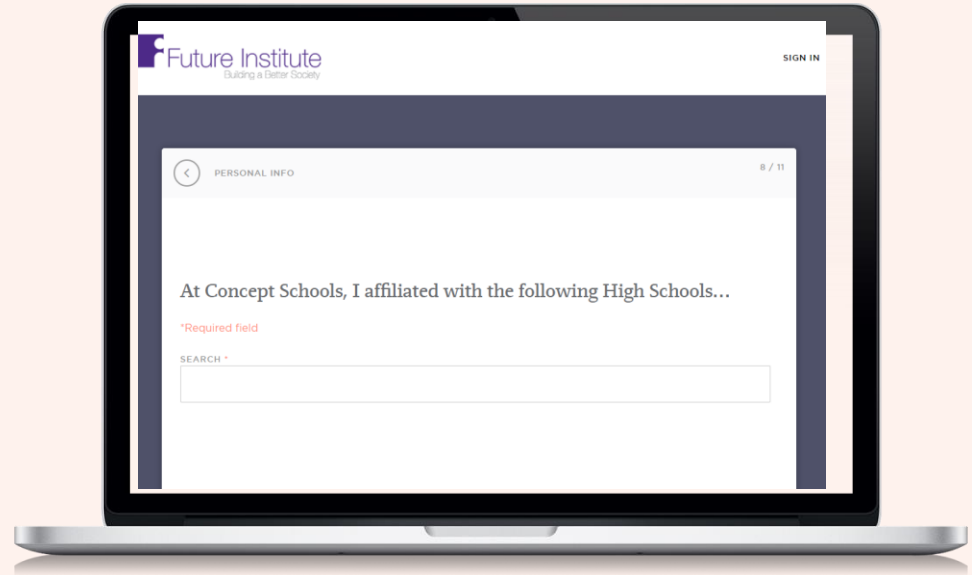 Future Institute
Building a Better Society
SIGN IN
PERSONAL INFO
8 / 11
At Concept Schools, I affiliated with the following High Schools...
*Required field
SEARCH *